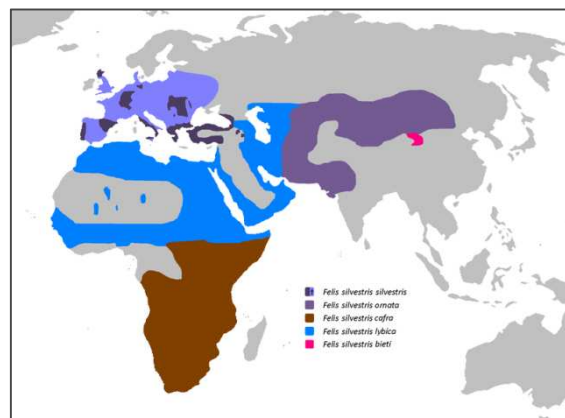 Felis silvestris silvestris
Felis silvestris ornata
Felis silvestris cafra
Felis silvestris lybica
Felis silvestris bieti